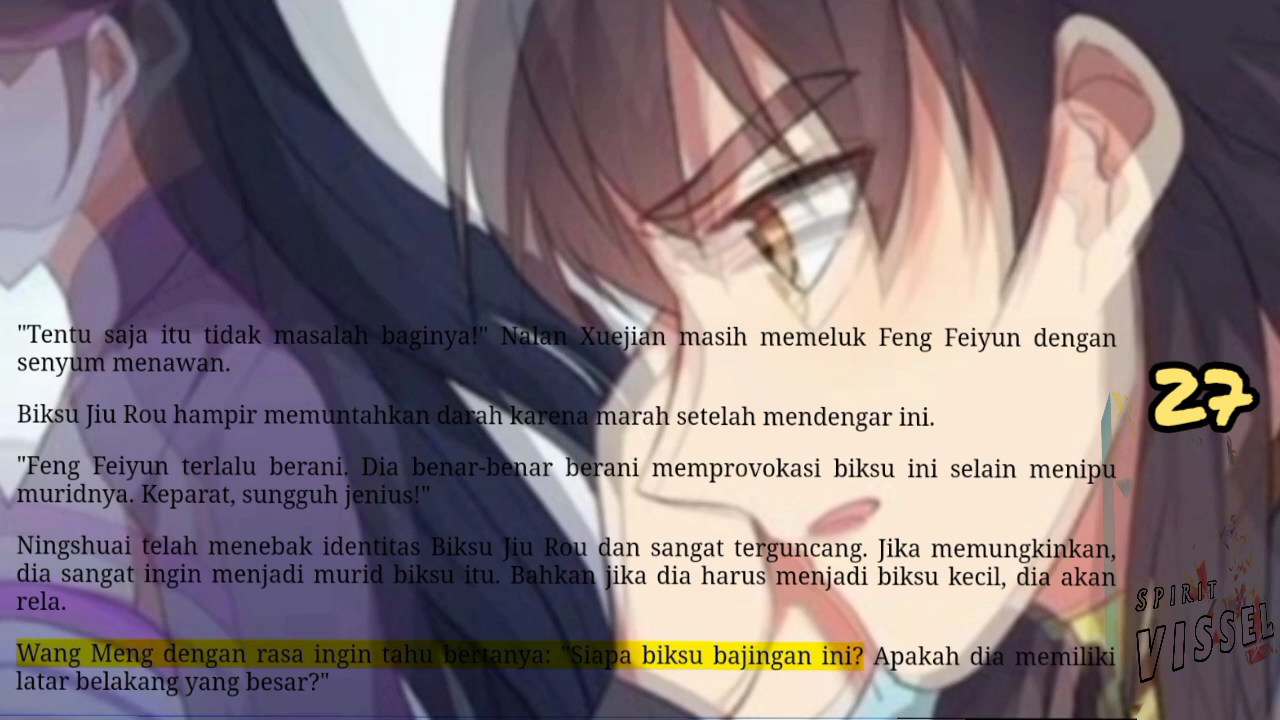 "Tentu saja itu tidak masalah baginya!" Nalan Xuejian masih memeluk Feng Feiyun dengan
senyum menawan.
Biksu Jiu Rou hampir memuntahkan darah karena marah setelah mendengar ini.
"Feng Feiyun terlalu berani. Dia benar-benar berani memprovokasi biksu ini selain menipu
muridnya. Keparat, sungguh jenius!"
Ningshuai telah menebak identitas Biksu Jiu Rou dan sangat terguncang. Jika memungkinkan,
dia sangat ingin menjadi murid biksu itu. Bahkan jika dia harus menjadi biksu kecil, dia akan
rela.
Wang Meng dengan rasa ingin tahu bertanya: "Siapa biksu bajingan ini? Apakah dia memiliki
latar belakang yang besar?"
27
SPIRIT
VISSEL